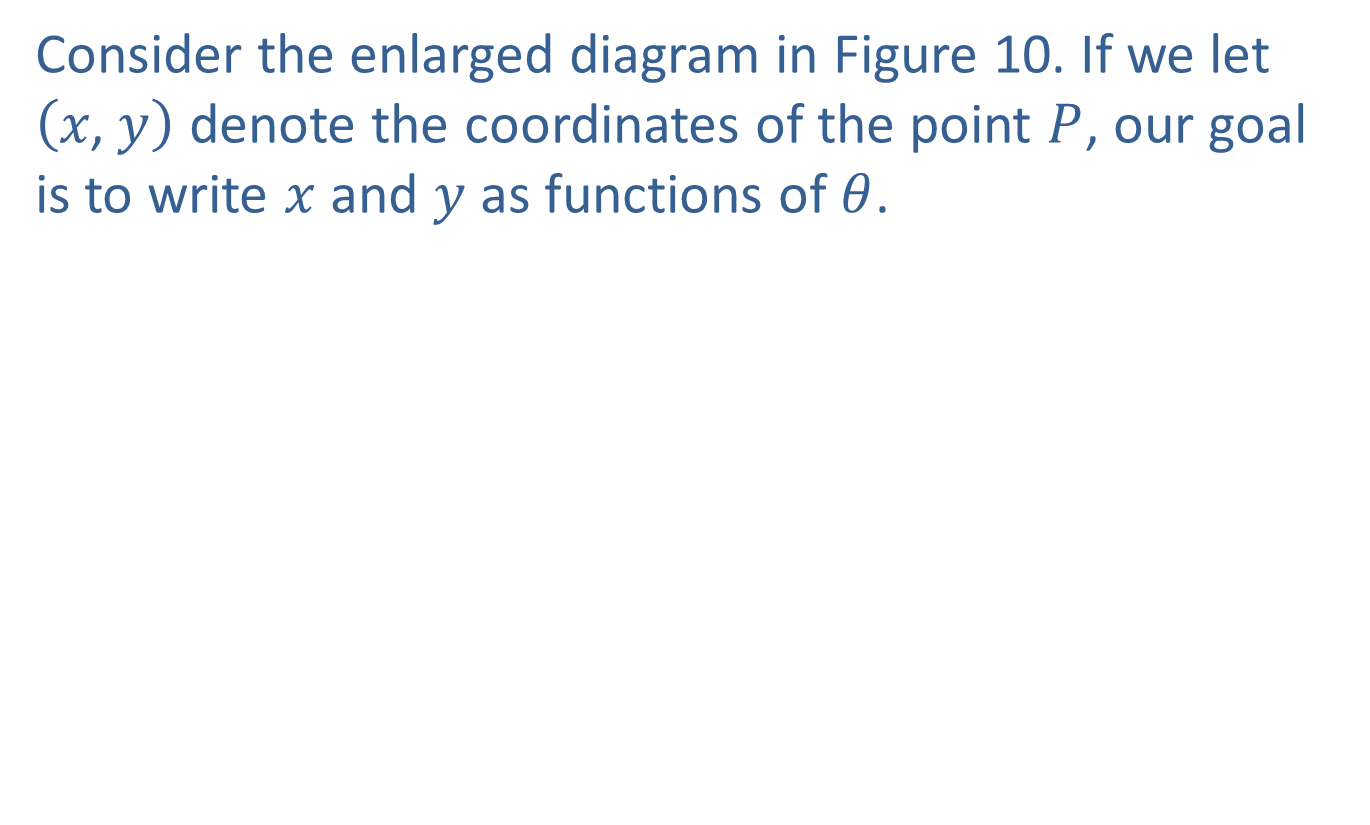 Consider the enlarged diagram in Figure 10. If we let
(x, y) denote the coordinates of the point P, our goal
is to write x and y as functions of θ.